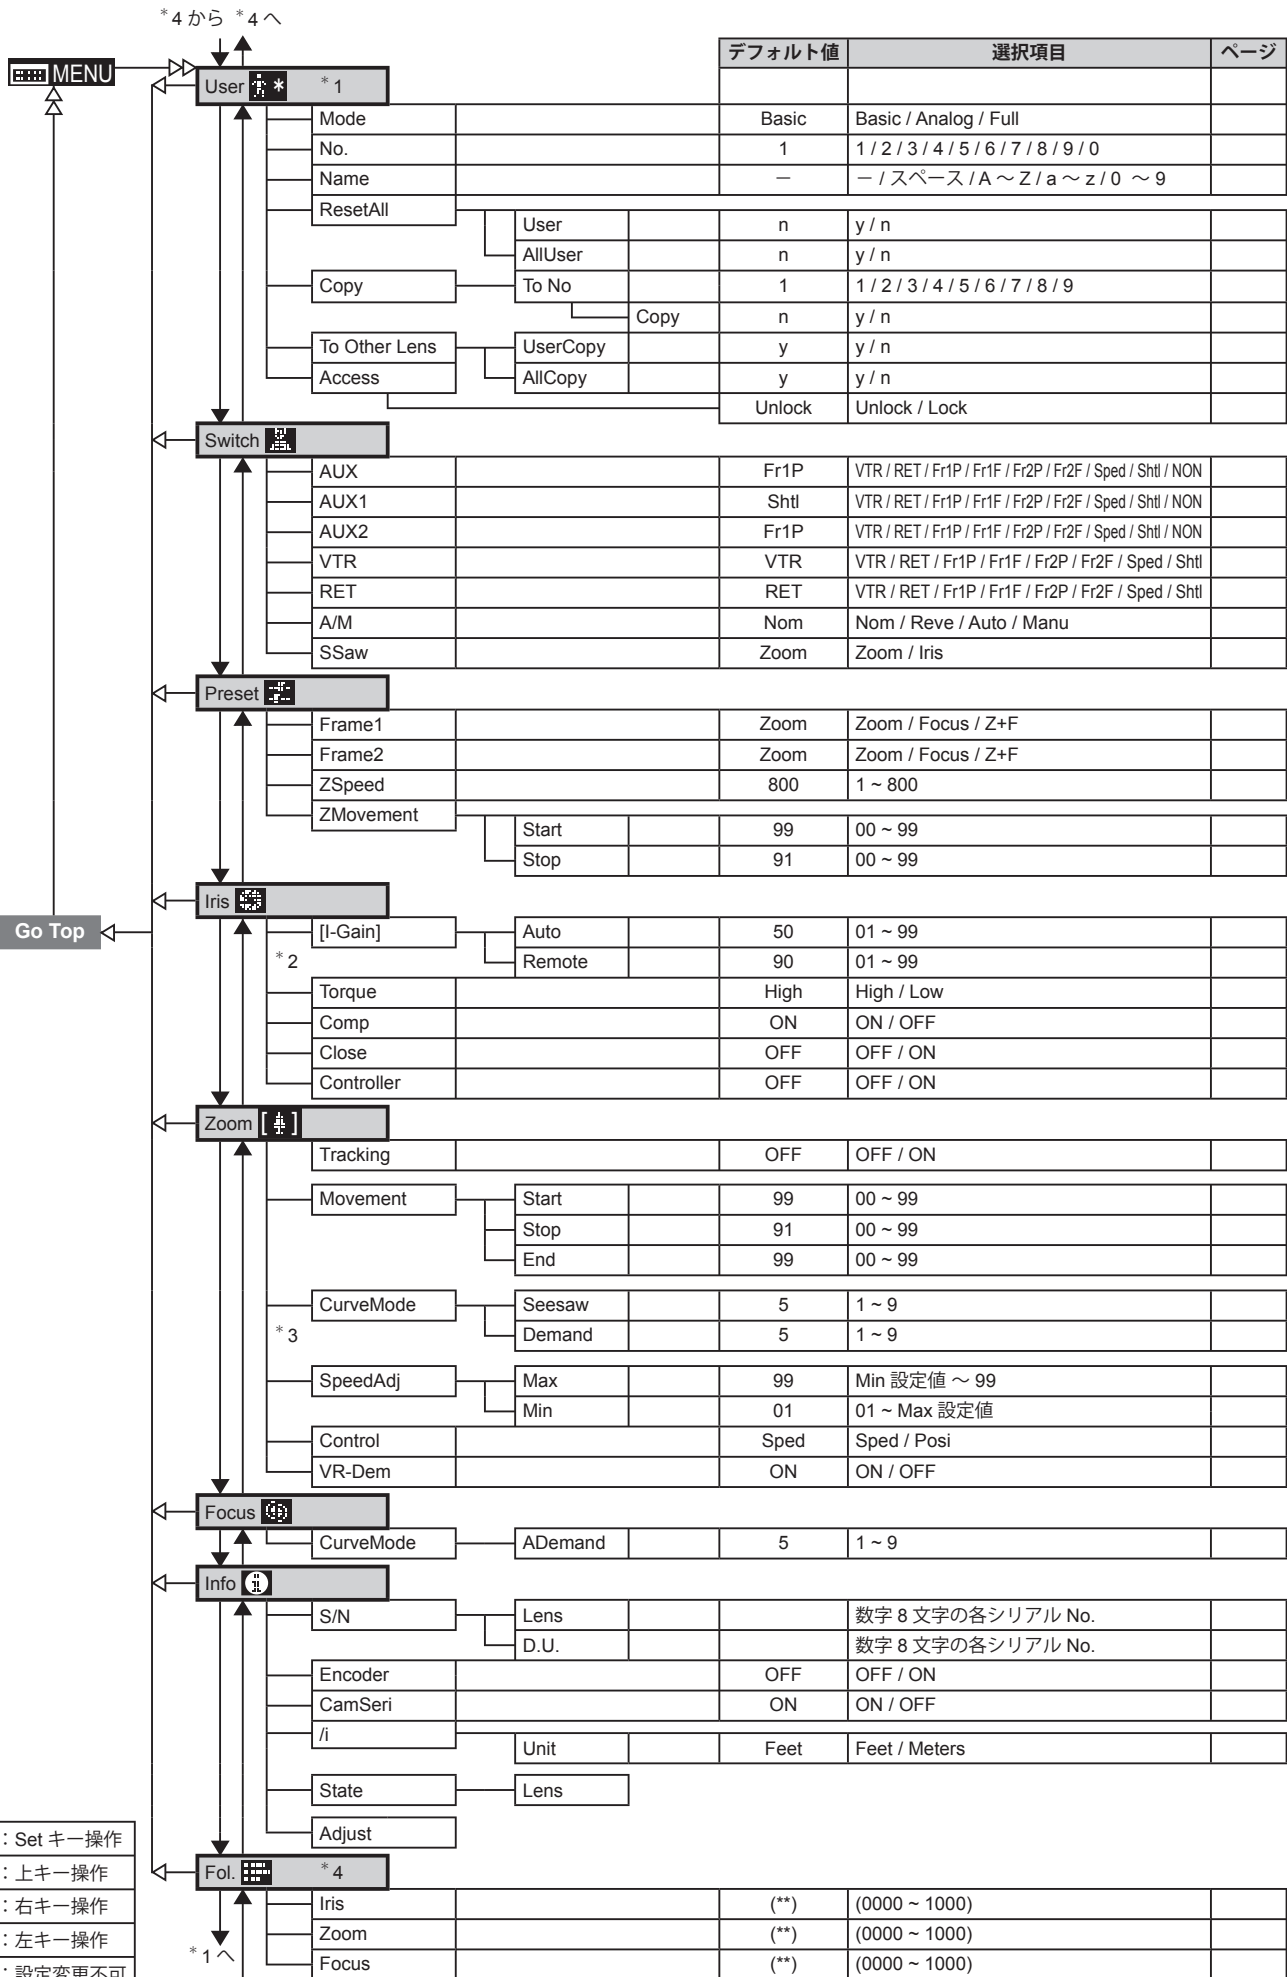 *4 から *4 へ
デフォルト値 選択項目 ページ
MENU
User *1
Mode Basic Basic / Analog / Full
No. 1 1 / 2 / 3 / 4 / 5 / 6 / 7 / 8 / 9 / 0
Name － － / スペース / A ～ Z / a ～ z / 0 ～ 9
ResetAll
User n y / n
AllUser n y / n
Copy To No 1 1 / 2 / 3 / 4 / 5 / 6 / 7 / 8 / 9
Copy n y / n
To Other Lens UserCopy y y / n
Access AllCopy y y / n
Unlock Unlock / Lock
Switch
AUX Fr1P VTR / RET / Fr1P / Fr1F / Fr2P / Fr2F / Sped / Shtl / NON
AUX1 Shtl VTR / RET / Fr1P / Fr1F / Fr2P / Fr2F / Sped / Shtl / NON
AUX2 Fr1P VTR / RET / Fr1P / Fr1F / Fr2P / Fr2F / Sped / Shtl / NON
VTR VTR VTR / RET / Fr1P / Fr1F / Fr2P / Fr2F / Sped / Shtl
RET RET VTR / RET / Fr1P / Fr1F / Fr2P / Fr2F / Sped / Shtl
A/M Nom Nom / Reve / Auto / Manu
SSaw Zoom Zoom / Iris
Preset
Frame1 Zoom Zoom / Focus / Z+F
Frame2 Zoom Zoom / Focus / Z+F
ZSpeed 800 1 ~ 800
ZMovement
Start 99 00 ~ 99
Stop 91 00 ~ 99
Iris
Go Top
[I-Gain] Auto 50 01 ~ 99
*2
Remote 90 01 ~ 99
Torque High High / Low
Comp ON ON / OFF
Close OFF OFF / ON
Controller OFF OFF / ON
Zoom
Tracking OFF OFF / ON
Movement Start 99 00 ~ 99
Stop 91 00 ~ 99
End 99 00 ~ 99
CurveMode Seesaw 5 1 ~ 9
*3
Demand 5 1 ~ 9
SpeedAdj Max 99 Min 設定値 ～ 99
Min 01 01 ~ Max 設定値
Control Sped Sped / Posi
VR-Dem ON ON / OFF
Focus
CurveMode ADemand 5 1 ~ 9
Info
S/N Lens 数字 8 文字の各シリアル No.
D.U. 数字 8 文字の各シリアル No.
Encoder OFF OFF / ON
CamSeri ON ON / OFF
/i
Unit Feet Feet / Meters
State Lens
Adjust
：Set キー操作
：上キー操作
：右キー操作
：左キー操作
：設定変更不可
Fol. *4
Iris (**) (0000 ~ 1000)
Zoom (**) (0000 ~ 1000)
Focus (**) (0000 ~ 1000)
*1 へ